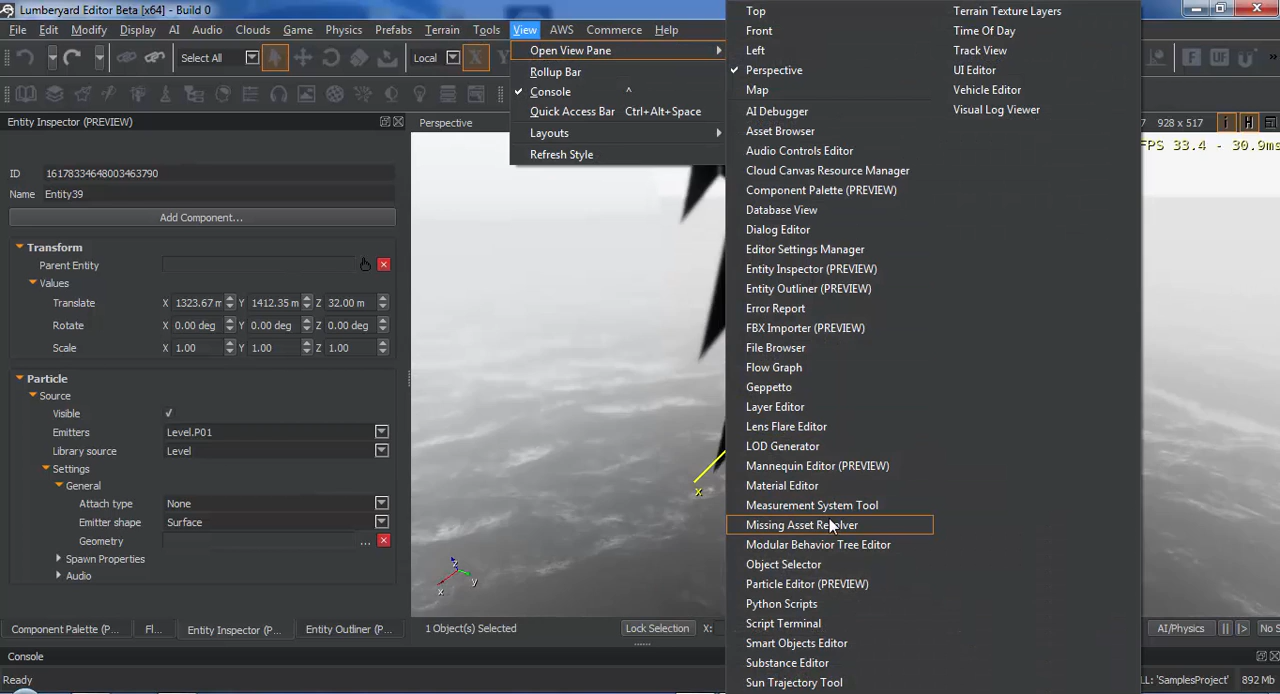 Lumberyard Editor Beta [x64] - Build 0
File Edit Modify Display AI Audio Clouds Game Physics Prefabs Terrain Tools View AWS Commerce Help
Select All
Local
X
Open View Pane
Rollup Bar
Console ^
Quick Access Bar Ctrl+Alt+Space
Layouts
Refresh Style
Top
Front
Left
Perspective
Map
AI Debugger
Asset Browser
Audio Controls Editor
Cloud Canvas Resource Manager
Component Palette (PREVIEW)
Database View
Dialog Editor
Editor Settings Manager
Entity Inspector (PREVIEW)
Entity Outliner (PREVIEW)
Error Report
FBX Importer (PREVIEW)
File Browser
Flow Graph
Geppetto
Layer Editor
Lens Flare Editor
LOD Generator
Mannequin Editor (PREVIEW)
Material Editor
Measurement System Tool
Missing Asset Resolver
Modular Behavior Tree Editor
Object Selector
Particle Editor (PREVIEW)
Python Scripts
Script Terminal
Smart Objects Editor
Substance Editor
Sun Trajectory Tool
Terrain Texture Layers
Time Of Day
Track View
UI Editor
Vehicle Editor
Visual Log Viewer
Entity Inspector (PREVIEW)
ID 16178334648003463790
Name Entity39
Add Component...
Transform
Parent Entity
Values
Translate X 1323.67 m Y 1412.35 m Z 32.00 m
Rotate X 0.00 deg Y 0.00 deg Z 0.00 deg
Scale X 1.00 Y 1.00 Z 1.00
Particle
Source
Visible ✓
Emitters Level.P01
Library source Level
Settings
General
Attach type None
Emitter shape Surface
Geometry ...
Spawn Properties
Audio
Component Palette (P... Fl... Entity Inspector (P... Entity Outliner (P...
Console
Ready
Perspective
7 928 x 517 i H
FPS 33.4 - 30.9ms
x
z
x
y
1 Object(s) Selected Lock Selection X:
AI/Physics || |> No S
LL: 'SamplesProject' 892 Mb